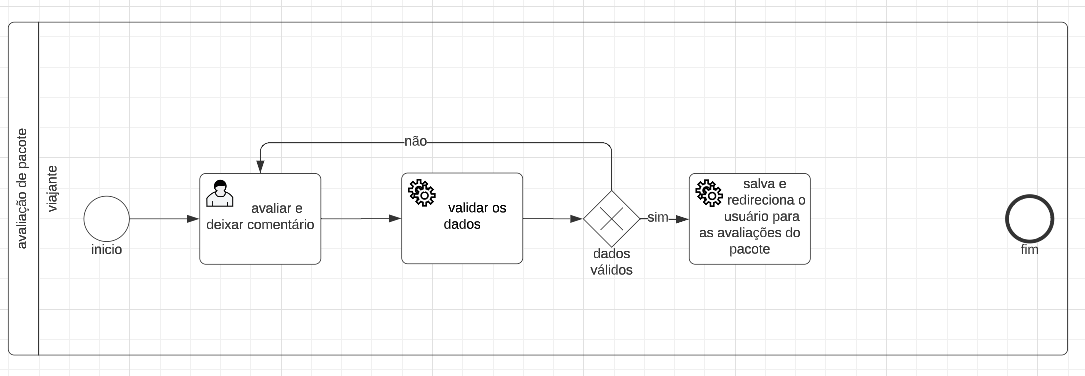 avaliação de pacote
viajante
inicio
avaliar e
deixar comentário
não
validar os
dados
dados
válidos
sim
salva e
redireciona o
usuário para
as avaliações do
pacote
fim